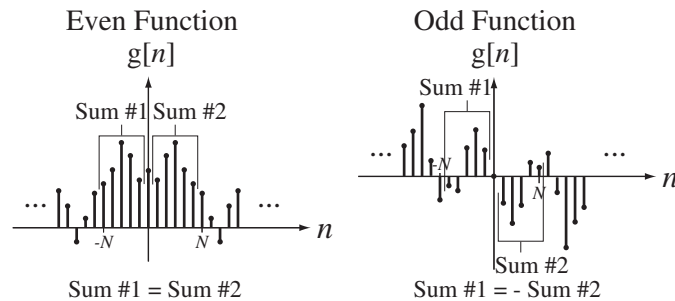 Even Function
g[n]
Sum #1
Sum #2
...
...
n
-N
N
Sum #1 = Sum #2
Odd Function
g[n]
Sum #1
...
...
-N
n
N
Sum #2
Sum #1 = - Sum #2